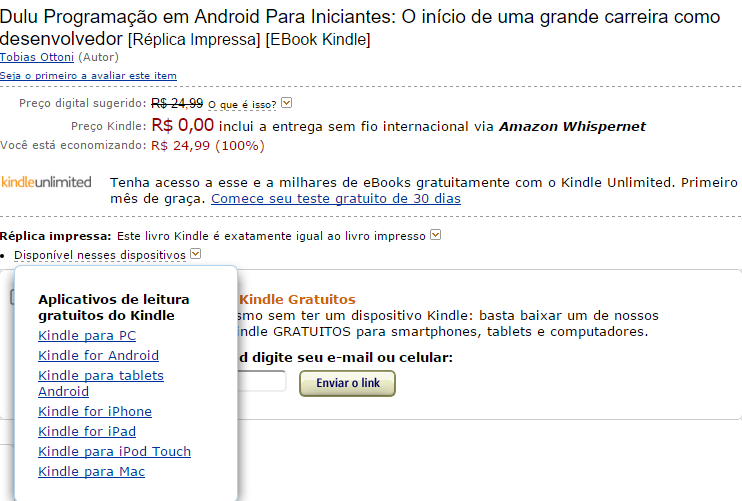 Dulu Programação em Android Para Iniciantes: O início de uma grande carreira como
desenvolvedor [Réplica Impressa] [EBook Kindle]
Tobias Ottoni (Autor)
Seja o primeiro a avaliar este item
Preço digital sugerido: R$ 24,99 O que é isso?
Preço Kindle: R$ 0,00 inclui a entrega sem fio internacional via Amazon Whispernet
Você está economizando: R$ 24,99 (100%)
kindleunlimited Tenha acesso a esse e a milhares de eBooks gratuitamente com o Kindle Unlimited. Primeiro
mês de graça. Comece seu teste gratuito de 30 dias
Réplica impressa: Este livro Kindle é exatamente igual ao livro impresso
• Disponível nesses dispositivos
Aplicativos de leitura
gratuitos do Kindle
Kindle para PC
Kindle for Android
Kindle para tablets
Android
Kindle for iPhone
Kindle for iPad
Kindle para iPod Touch
Kindle para Mac
Kindle Gratuitos
sem ter um dispositivo Kindle: basta baixar um de nossos
GRATUITOS para smartphones, tablets e computadores.
digite seu e-mail ou celular:
Enviar o link